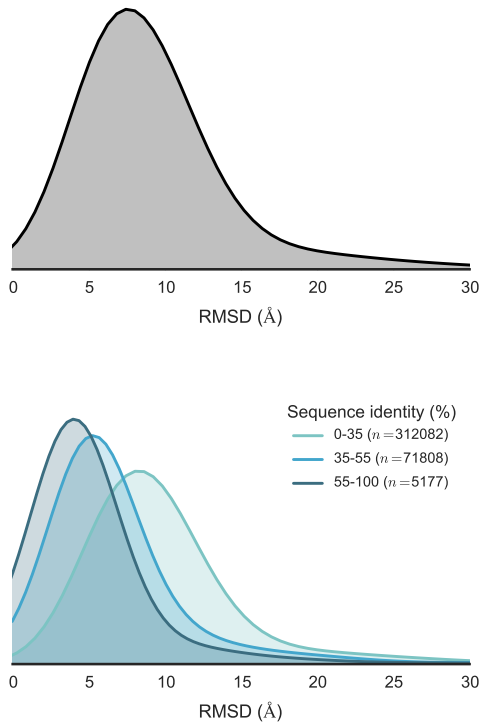 0 5 10 15 20 25 30
RMSD (Å)
Sequence identity (%)
0-35 (n=312082)
35-55 (n=71808)
55-100 (n=5177)
0 5 10 15 20 25 30
RMSD (Å)